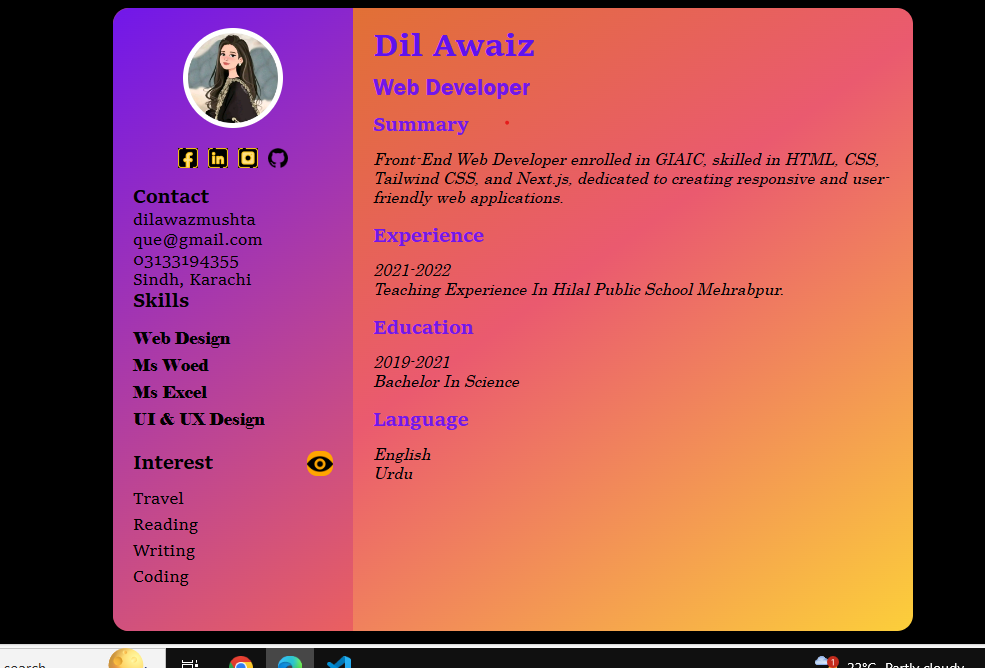 Contact
dilawazmushta
que@gmail.com
03133194355
Sindh, Karachi
Skills
Web Design
Ms Woed
Ms Excel
UI & UX Design
Interest
Travel
Reading
Writing
Coding
Dil Awaiz
Web Developer
Summary
Front-End Web Developer enrolled in GIAIC, skilled in HTML, CSS,
Tailwind CSS, and Next.js, dedicated to creating responsive and user-
friendly web applications.
Experience
2021-2022
Teaching Experience In Hilal Public School Mehrabpur.
Education
2019-2021
Bachelor In Science
Language
English
Urdu
search
1
22°C Partly cloudy